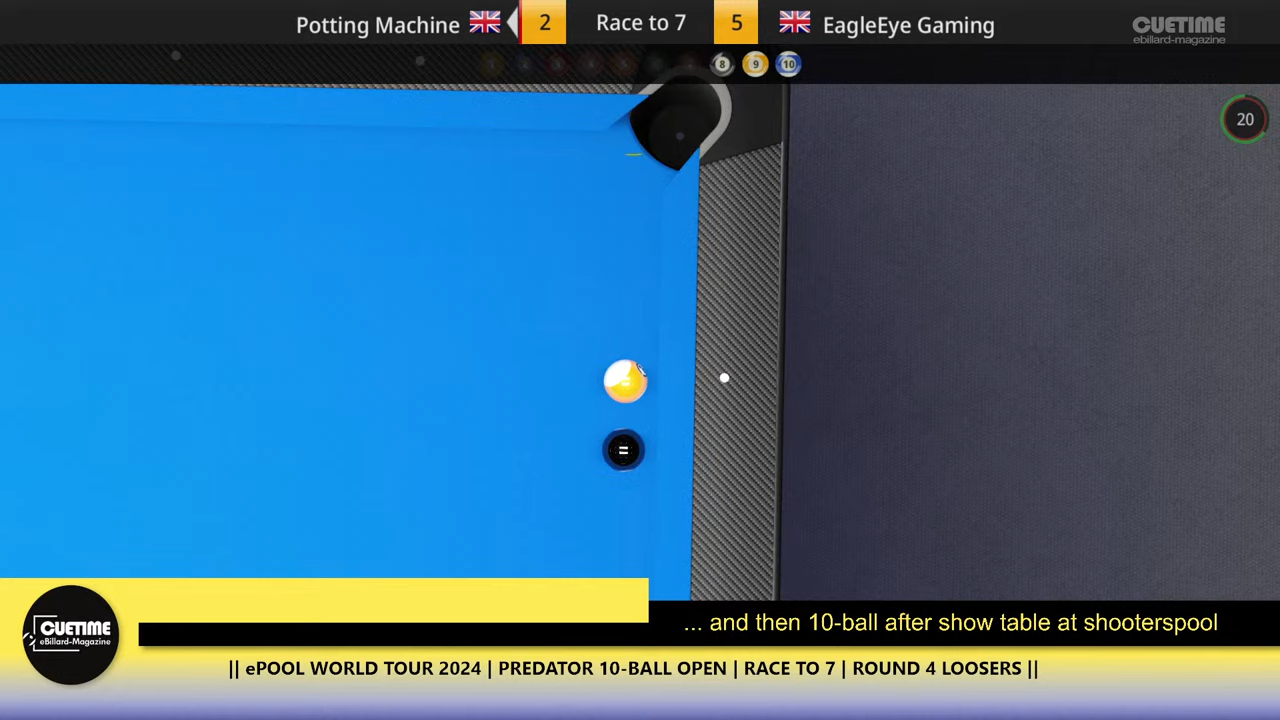 Potting Machine 2 Race to 7 5 EagleEye Gaming
CUETIME
ebillard-magazine
8 9 10
20
... and then 10-ball after show table at shooterspool
CUETIME
eBillard-Magazine
|| ePOOL WORLD TOUR 2024 | PREDATOR 10-BALL OPEN | RACE TO 7 | ROUND 4 LOOSERS ||